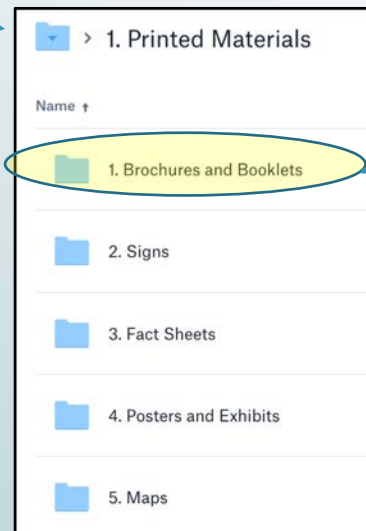 > 1. Printed Materials
Name ↑
1. Brochures and Booklets
2. Signs
3. Fact Sheets
4. Posters and Exhibits
5. Maps